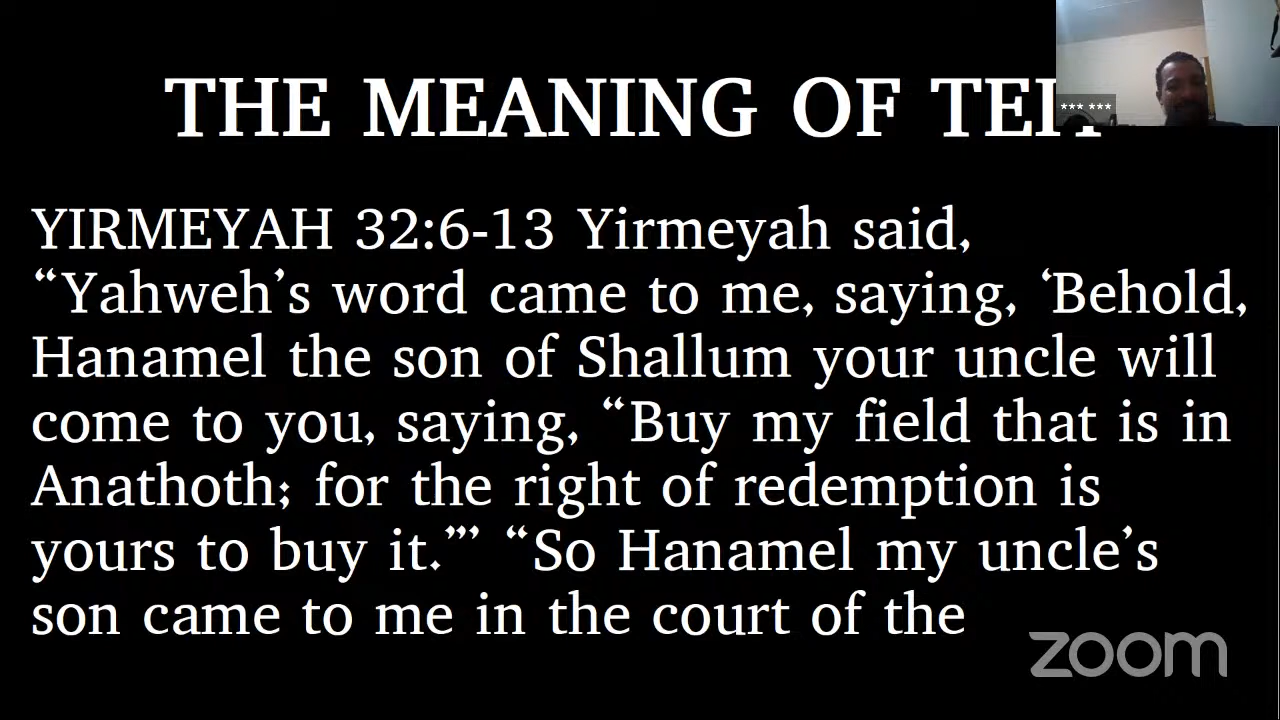 THE MEANING OF
*** ***
YIRMEYAH 32:6-13 Yirmeyah said,
“Yahweh’s word came to me, saying, ‘Behold,
Hanamel the son of Shallum your uncle will
come to you, saying, “Buy my field that is in
Anathoth; for the right of redemption is
yours to buy it.”’ “So Hanamel my uncle’s
son came to me in the court of the
zoom